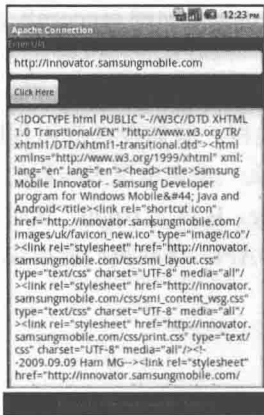 12:23 PM
Apache Connection
Enter URL
http://innovator.samsungmobile.com
Click Here
<!DOCTYPE html PUBLIC "-//W3C//DTD XHTML
1.0 Transitional//EN" "http://www.w3.org/TR/
xhtml1/DTD/xhtml1-transitional.dtd"><html
xmlns="http://www.w3.org/1999/xhtml" xml:
lang="en" lang="en"><head><title>Samsung
Mobile Innovator - Samsung Developer
program for Windows Mobile&#44; Java and
Android</title><link rel="shortcut icon"
href="http://innovator.samsungmobile.com/
images/uk/favicon_new.ico" type="image/ico"/
><link rel="stylesheet" href="http://innovator.
samsungmobile.com/css/smi_layout.css"
type="text/css" charset="UTF-8" media="all"/
><link rel="stylesheet" href="http://innovator.
samsungmobile.com/css/smi_content_wsg.css"
type="text/css" charset="UTF-8" media="all"/
><link rel="stylesheet" href="http://innovator.
samsungmobile.com/css/print.css" type="text/
css" charset="UTF-8" media="all"/><!-
-2009.09.09 Ham MG--><link rel="stylesheet"
href="http://innovator.samsungmobile.com/